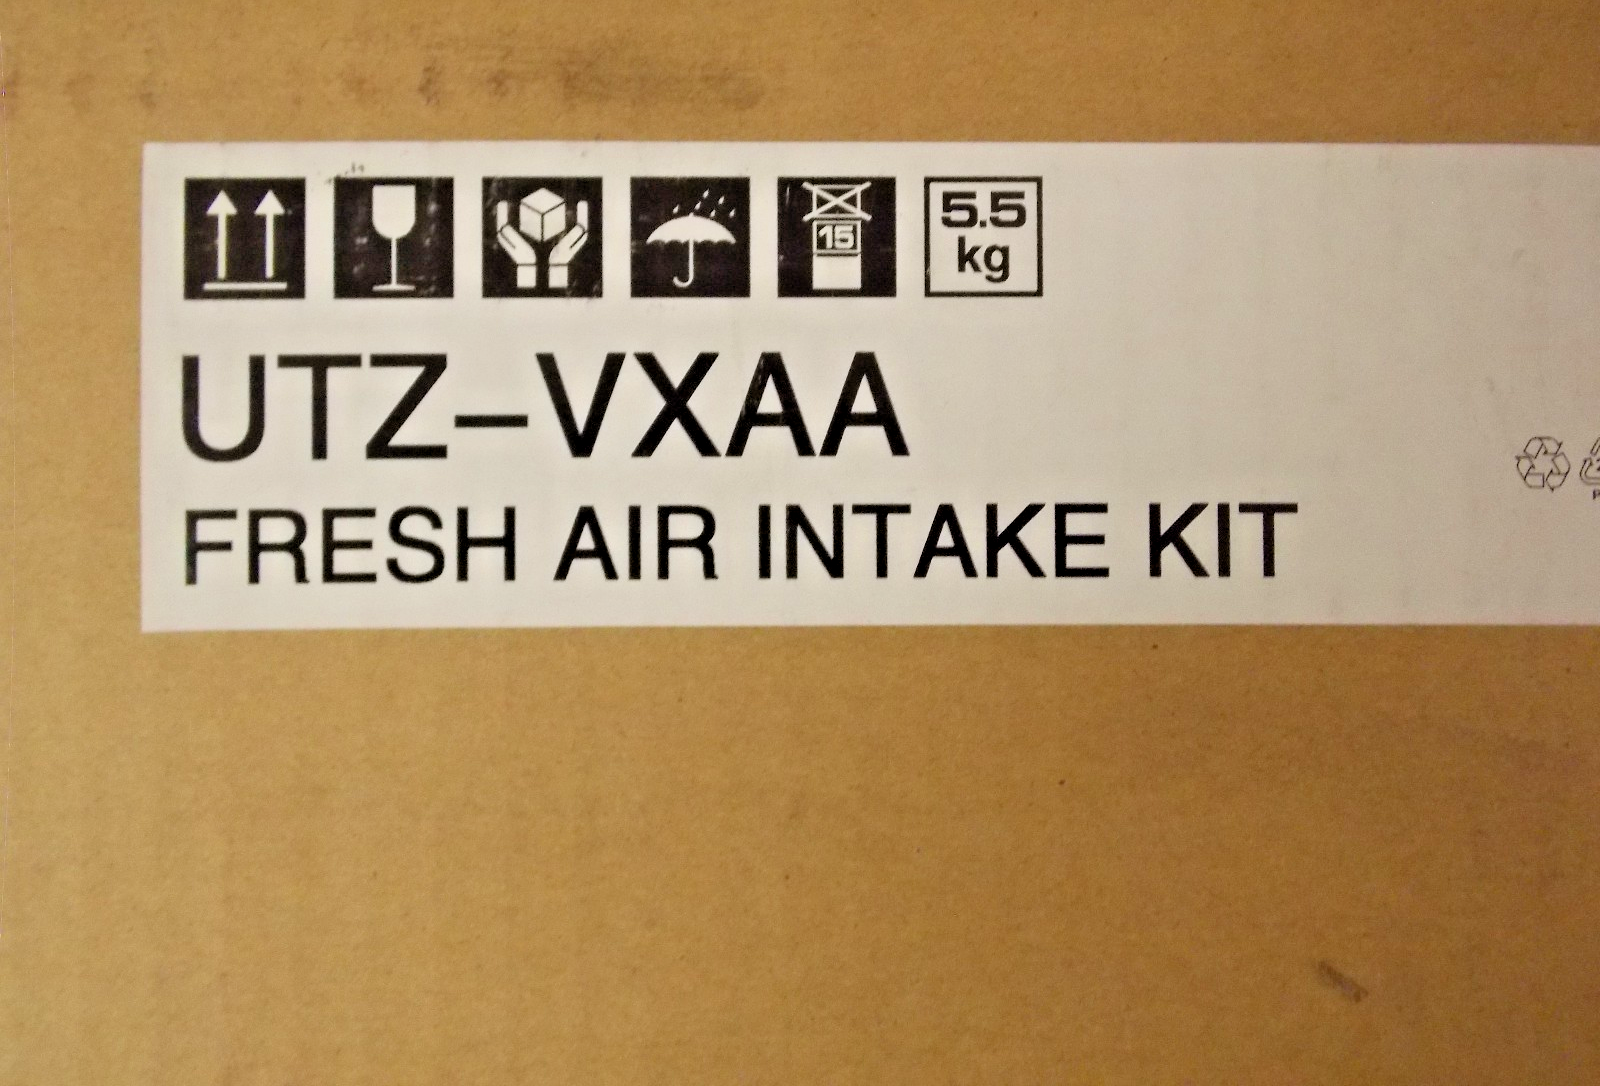 15
5.5
kg
UTZ–VXAA
FRESH AIR INTAKE KIT